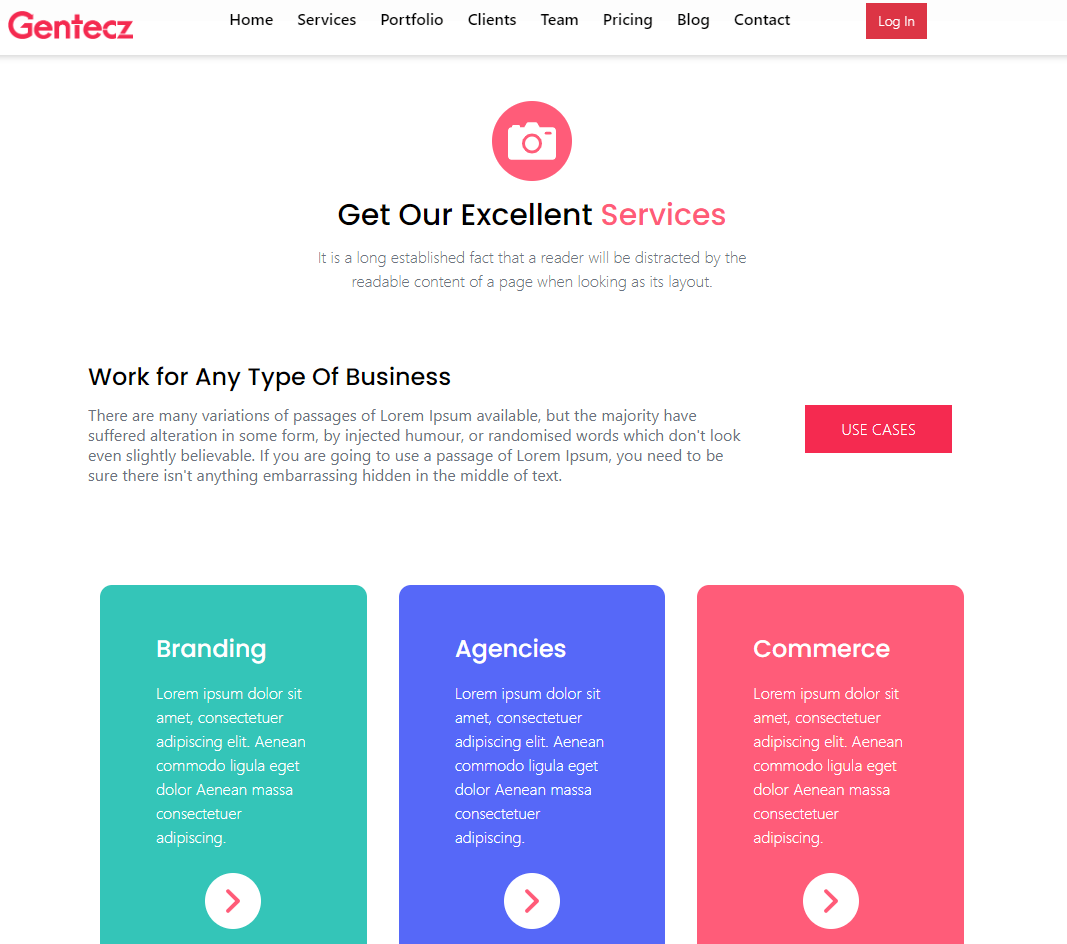 Gentecz
Home Services Portfolio Clients Team Pricing Blog Contact
Log In
Get Our Excellent Services
It is a long established fact that a reader will be distracted by the
readable content of a page when looking as its layout.
Work for Any Type Of Business
There are many variations of passages of Lorem Ipsum available, but the majority have
suffered alteration in some form, by injected humour, or randomised words which don't look
even slightly believable. If you are going to use a passage of Lorem Ipsum, you need to be
sure there isn't anything embarrassing hidden in the middle of text.
USE CASES
Branding
Lorem ipsum dolor sit
amet, consectetuer
adipiscing elit. Aenean
commodo ligula eget
dolor Aenean massa
consectetuer
adipiscing.
Agencies
Lorem ipsum dolor sit
amet, consectetuer
adipiscing elit. Aenean
commodo ligula eget
dolor Aenean massa
consectetuer
adipiscing.
Commerce
Lorem ipsum dolor sit
amet, consectetuer
adipiscing elit. Aenean
commodo ligula eget
dolor Aenean massa
consectetuer
adipiscing.